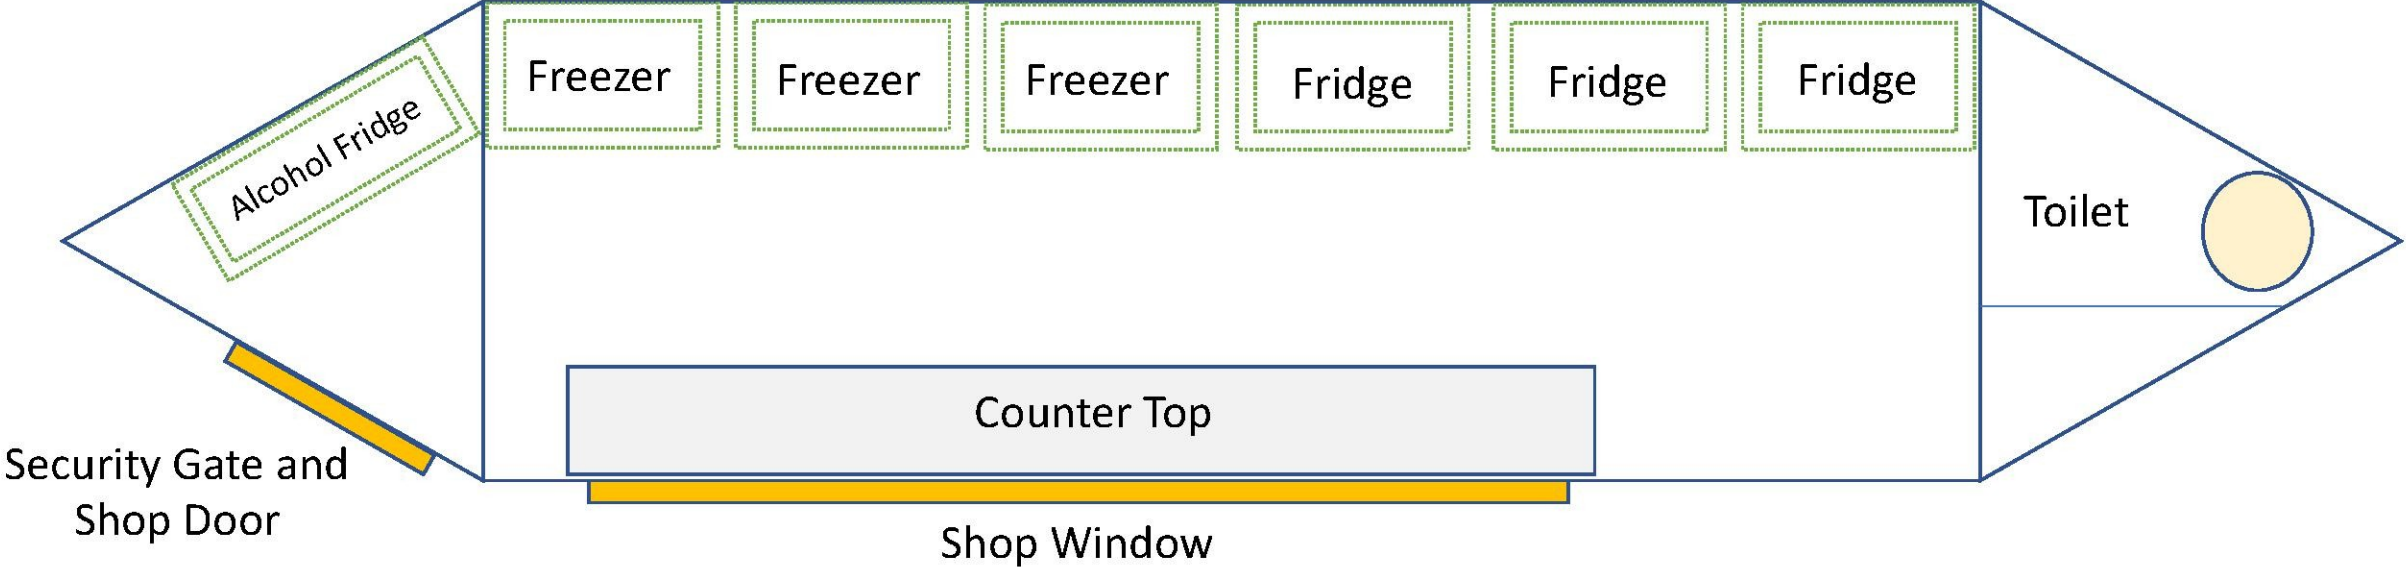 Freezer
Freezer
Freezer
Fridge
Fridge
Fridge
Alcohol Fridge
Toilet
Counter Top
Security Gate and
Shop Door
Shop Window